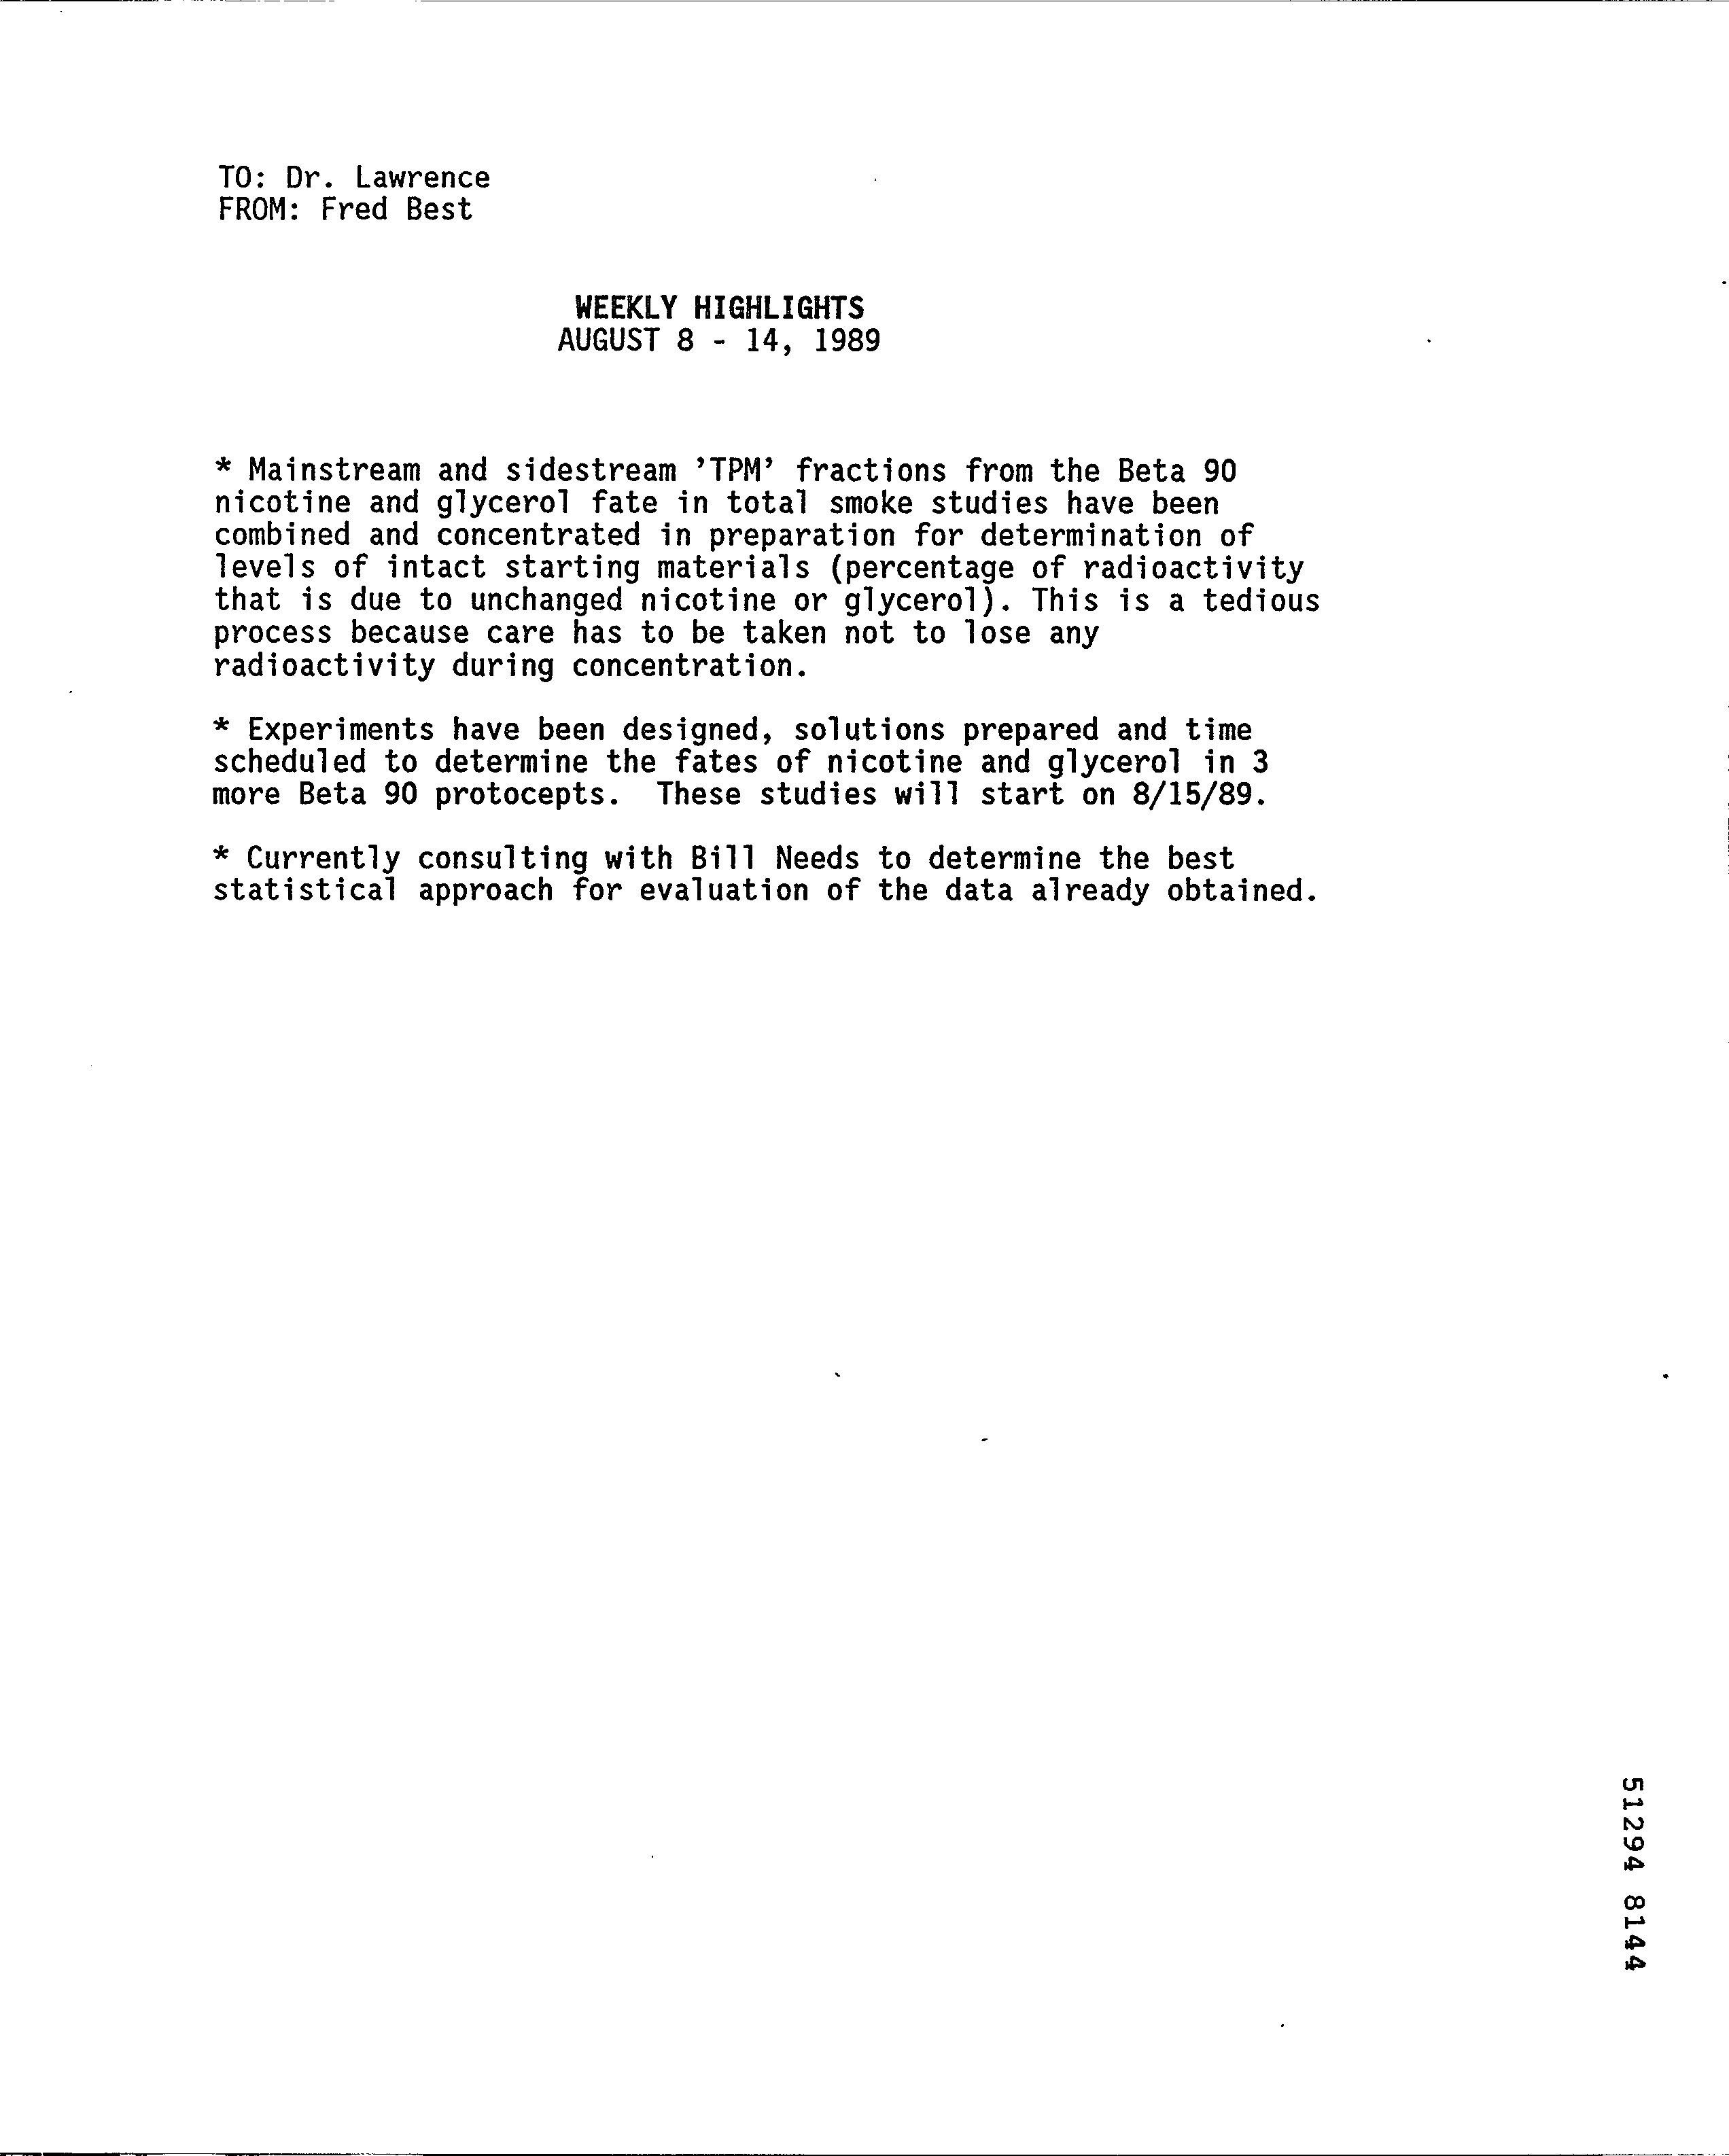 TO: Dr. Lawrence
FROM: Fred Best
WEEKLY HIGHLIGHTS
AUGUST 8 - 14, 1989
* Mainstream and sidestream 'TPM' fractions from the Beta 90
nicotine and glycerol fate in total smoke studies have been
combined and concentrated in preparation for determination of
levels of intact starting materials (percentage of radioactivity
that is due to unchanged nicotine or glycerol). This is a tedious
process because care has to be taken not to lose any
radioactivity during concentration.
* Experiments have been designed, solutions prepared and time
scheduled to determine the fates of nicotine and glycerol in 3
more Beta 90 protocepts.  These studies will start on 8/15/89.
* Currently consulting with Bill Needs to determine the best
statistical approach for evaluation of the data already obtained.
51294 8144